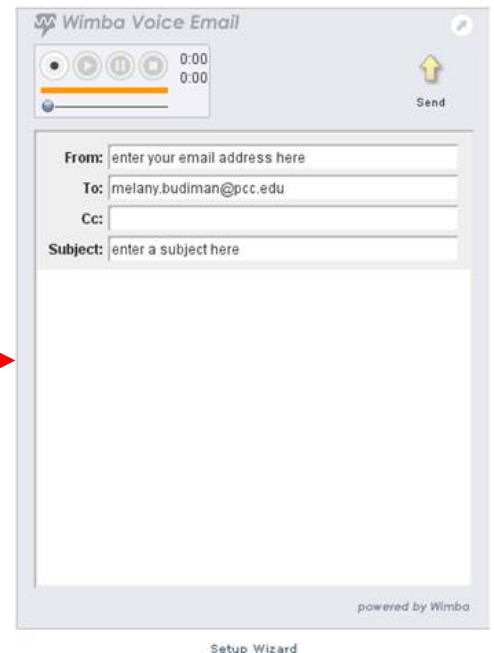 Wimba Voice Email
0:00
0:00
Send
From: enter your email address here
To: melany.budiman@pcc.edu
Cc:
Subject: enter a subject here
powered by Wimba
Setup Wizard